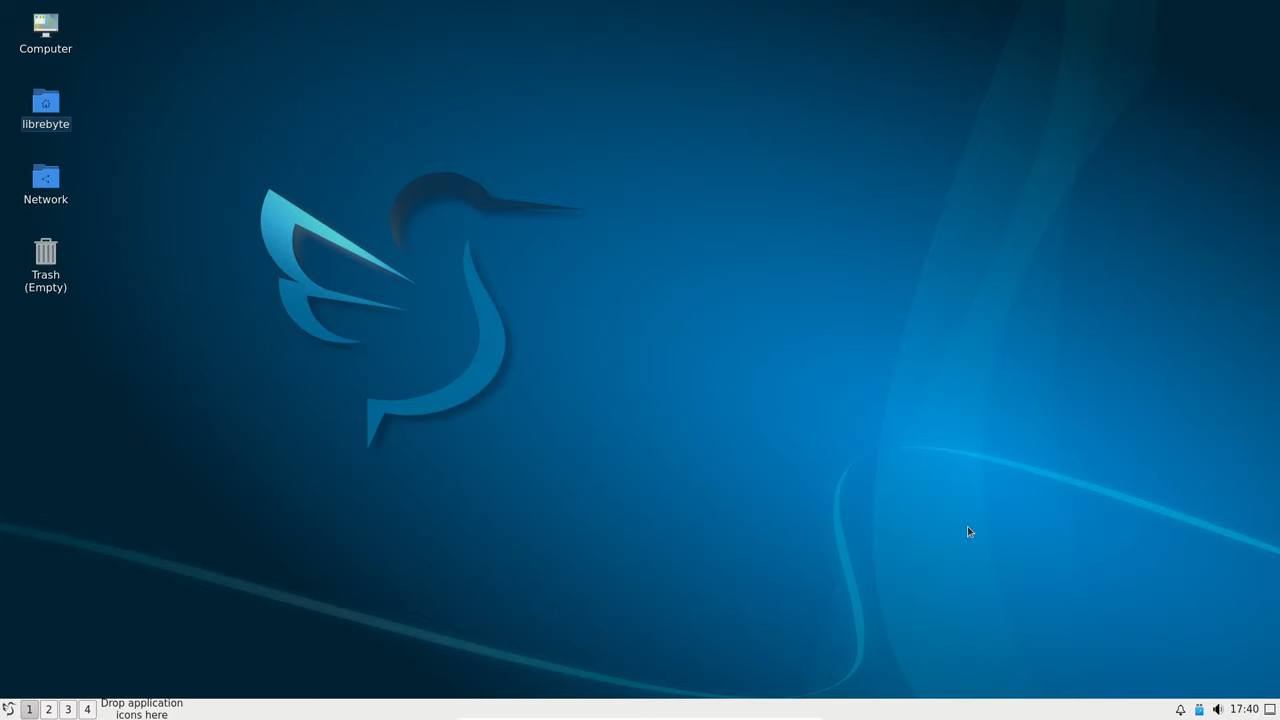 Computer
librebyte
Network
Trash
(Empty)
1 2 3 4
Drop application
icons here
17:40